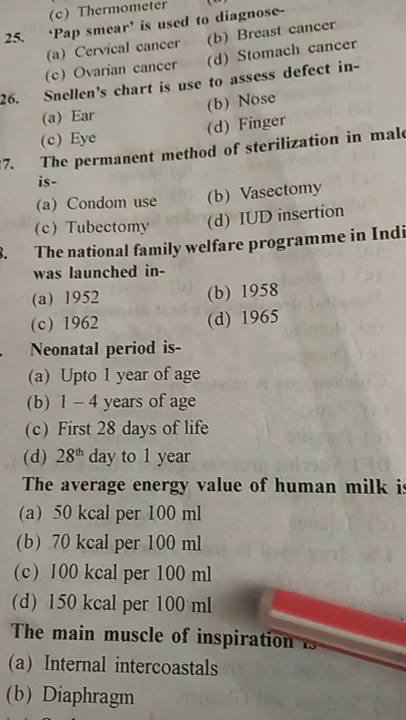 (c) Thermometer
25. 'Pap smear' is used to diagnose-
(a) Cervical cancer (b) Breast cancer
(c) Ovarian cancer (d) Stomach cancer
26. Snellen's chart is use to assess defect in-
(a) Ear (b) Nose
(c) Eye (d) Finger
7. The permanent method of sterilization in male
is-
(a) Condom use (b) Vasectomy
(c) Tubectomy (d) IUD insertion
The national family welfare programme in Indi
was launched in-
(a) 1952 (b) 1958
(c) 1962 (d) 1965
Neonatal period is-
(a) Upto 1 year of age
(b) 1 – 4 years of age
(c) First 28 days of life
(d) 28th day to 1 year
The average energy value of human milk is
(a) 50 kcal per 100 ml
(b) 70 kcal per 100 ml
(c) 100 kcal per 100 ml
(d) 150 kcal per 100 ml
The main muscle of inspiration is
(a) Internal intercoastals
(b) Diaphragm